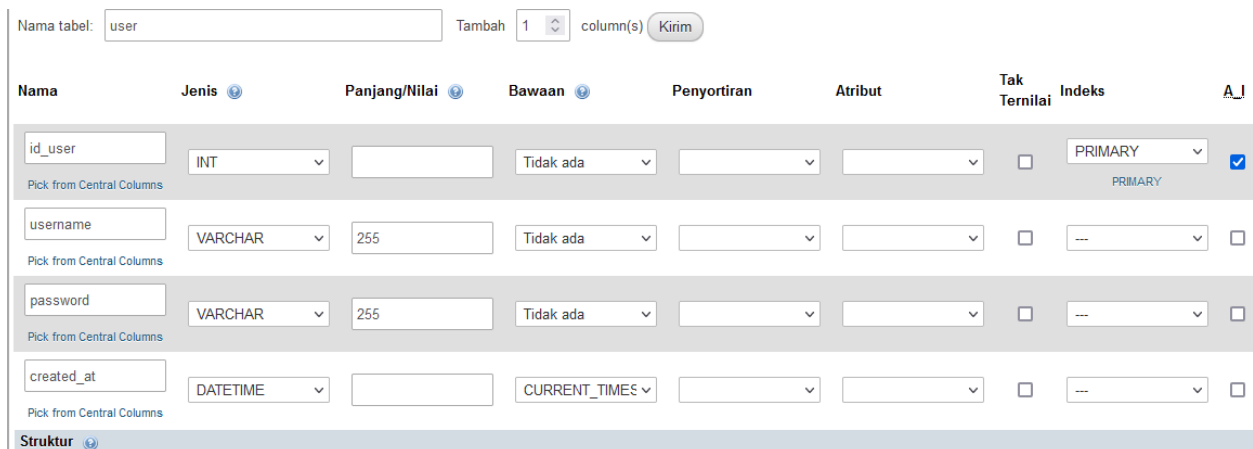 Nama tabel: user Tambah 1 column(s) Kirim
Nama Jenis Panjang/Nilai Bawaan Penyortiran Atribut Tak Ternilai Indeks A_I
id_user INT Tidak ada PRIMARY
Pick from Central Columns PRIMARY
username VARCHAR 255 Tidak ada ---
Pick from Central Columns
password VARCHAR 255 Tidak ada ---
Pick from Central Columns
created_at DATETIME CURRENT_TIMES ---
Pick from Central Columns
Struktur